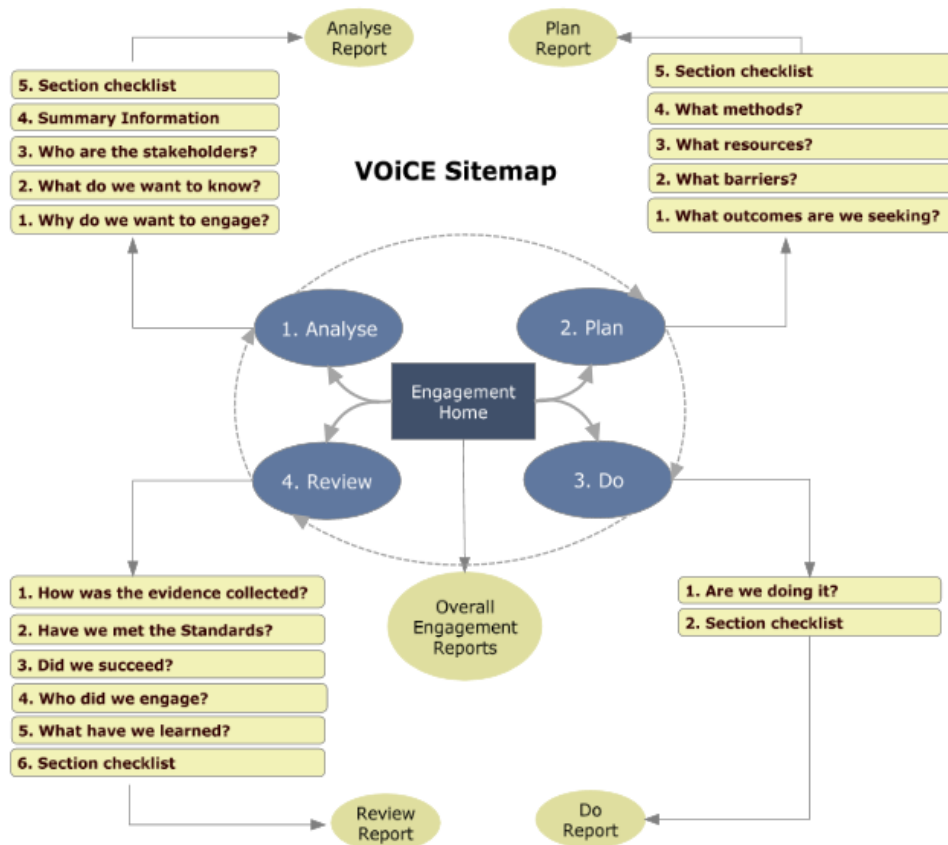 Analyse
Report
Plan
Report
5. Section checklist
4. Summary Information
3. Who are the stakeholders?
2. What do we want to know?
1. Why do we want to engage?
5. Section checklist
4. What methods?
3. What resources?
2. What barriers?
1. What outcomes are we seeking?
VOiCE Sitemap
1. Analyse
2. Plan
Engagement
Home
4. Review
3. Do
Overall
Engagement
Reports
1. How was the evidence collected?
2. Have we met the Standards?
3. Did we succeed?
4. Who did we engage?
5. What have we learned?
6. Section checklist
1. Are we doing it?
2. Section checklist
Review
Report
Do
Report